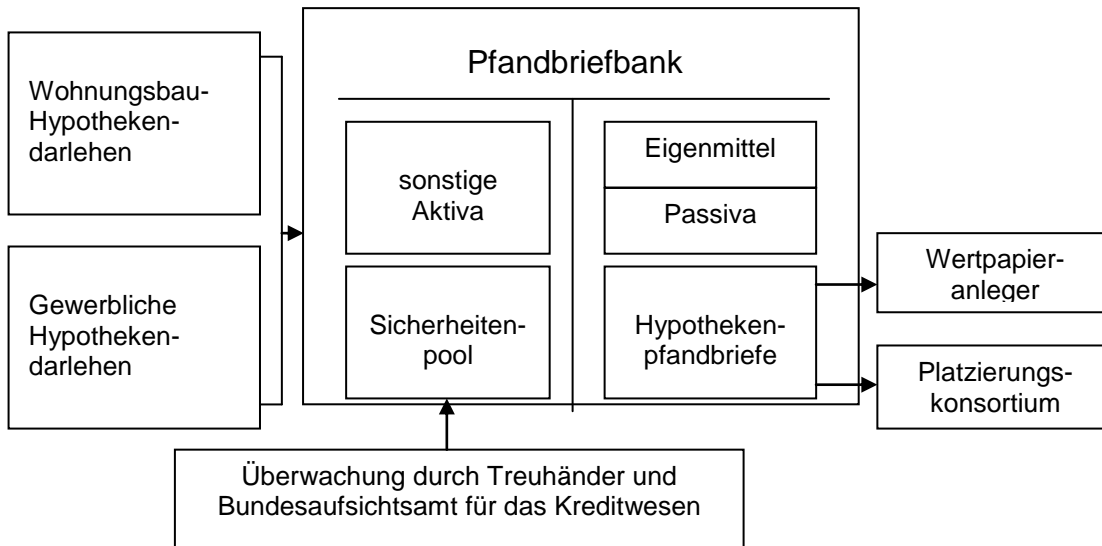 Wohnungsbau-
Hypotheken-
darlehen
Gewerbliche
Hypotheken-
darlehen
Pfandbriefbank
sonstige
Aktiva
Sicherheiten-
pool
Eigenmittel
Passiva
Hypotheken-
pfandbriefe
Wertpapier-
anleger
Platzierungs-
konsortium
Überwachung durch Treuhänder und
Bundesaufsichtsamt für das Kreditwesen